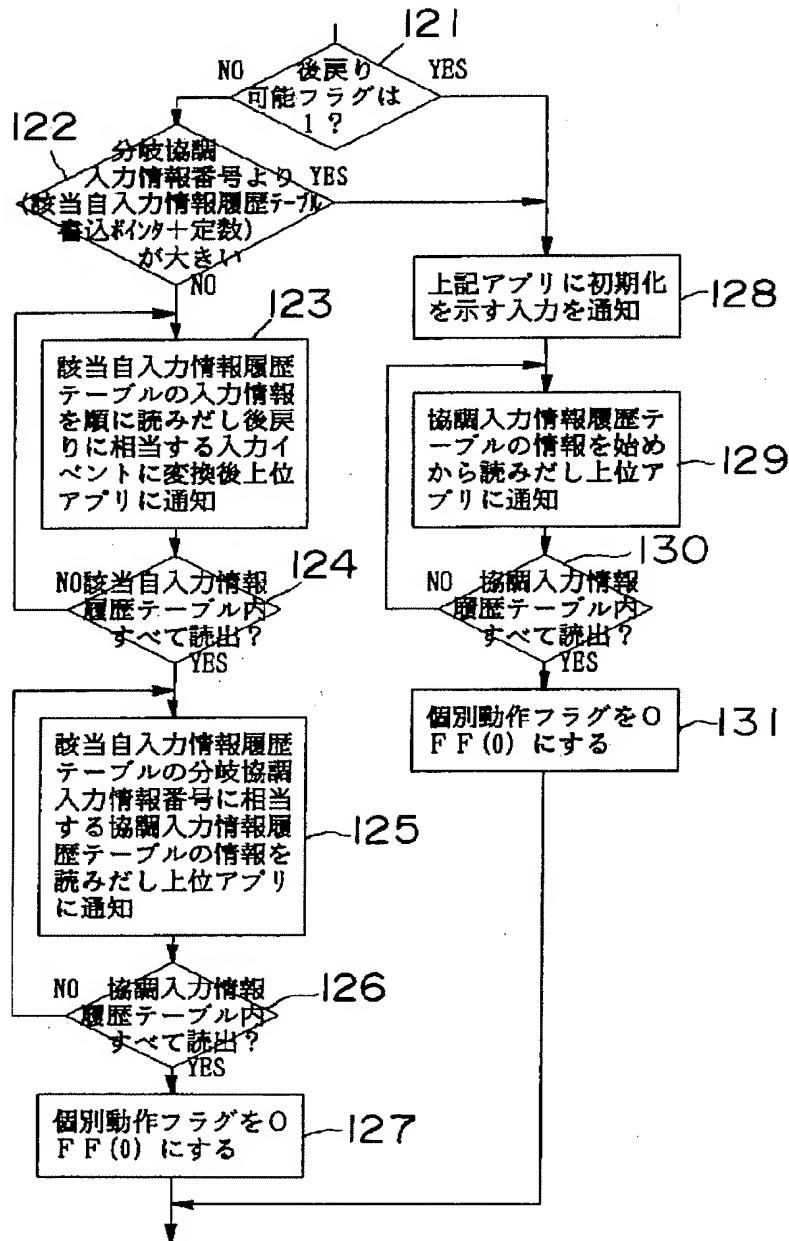 121
NO
後戻り
YES
可能フラグは
1?
122
分岐協調
入力情報番号より
YES
(該当自入力情報履歴テーブル
書込ポインタ+定数)
が大きい
NO
123
該当自入力情報履歴
テーブルの入力情報
を順に読みだし後戻
りに相当する入力イ
ベントに変換後上位
アプリに通知
124
NO
該当自入力情報
履歴テーブル内
すべて読出?
YES
125
該当自入力情報履歴
テーブルの分岐協調
入力情報番号に相当
する協調入力情報履
歴テーブルの情報を
読みだし上位アプリ
に通知
126
NO
協調入力情報
履歴テーブル内
すべて読出?
YES
127
個別動作フラグをO
FF(0)にする
128
上記アプリに初期化
を示す入力を通知
129
協調入力情報履歴テ
ーブルの情報を始め
から読みだし上位ア
プリに通知
130
NO
協調入力情報
履歴テーブル内
すべて読出?
YES
131
個別動作フラグをO
FF(0)にする